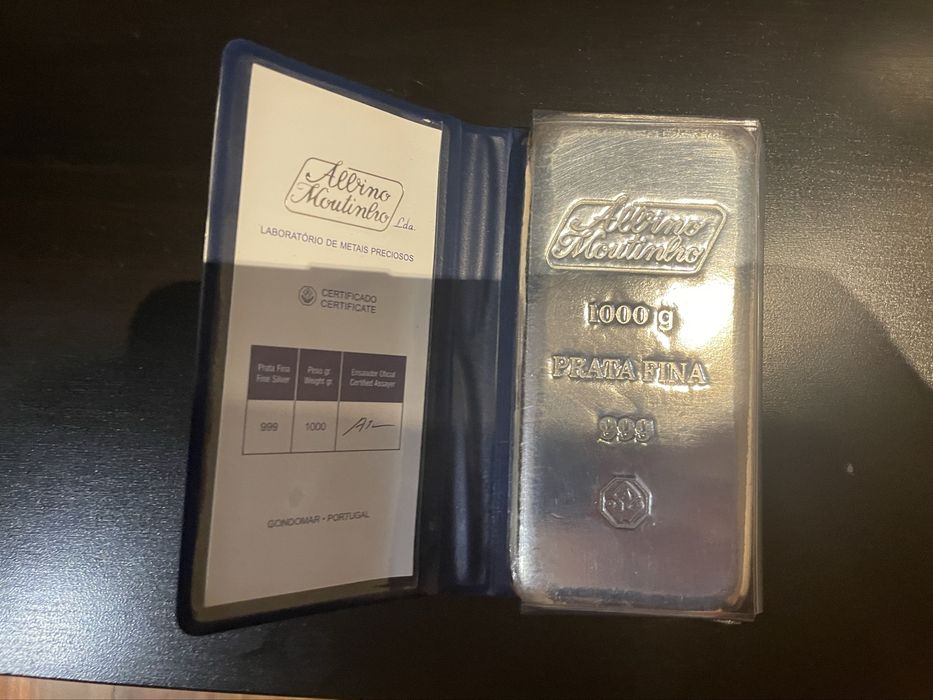 Albino
Moutinho Lda.
LABORATÓRIO DE METAIS PRECIOSOS
CERTIFICADO
CERTIFICATE
Prata Fina
Fine Silver
Peso gr.
Weight gr.
Ensaiador Oficial
Certified Assayer
999
1000
GONDOMAR • PORTUGAL
Albino
Moutinho
1000 g
PRATA FINA
999